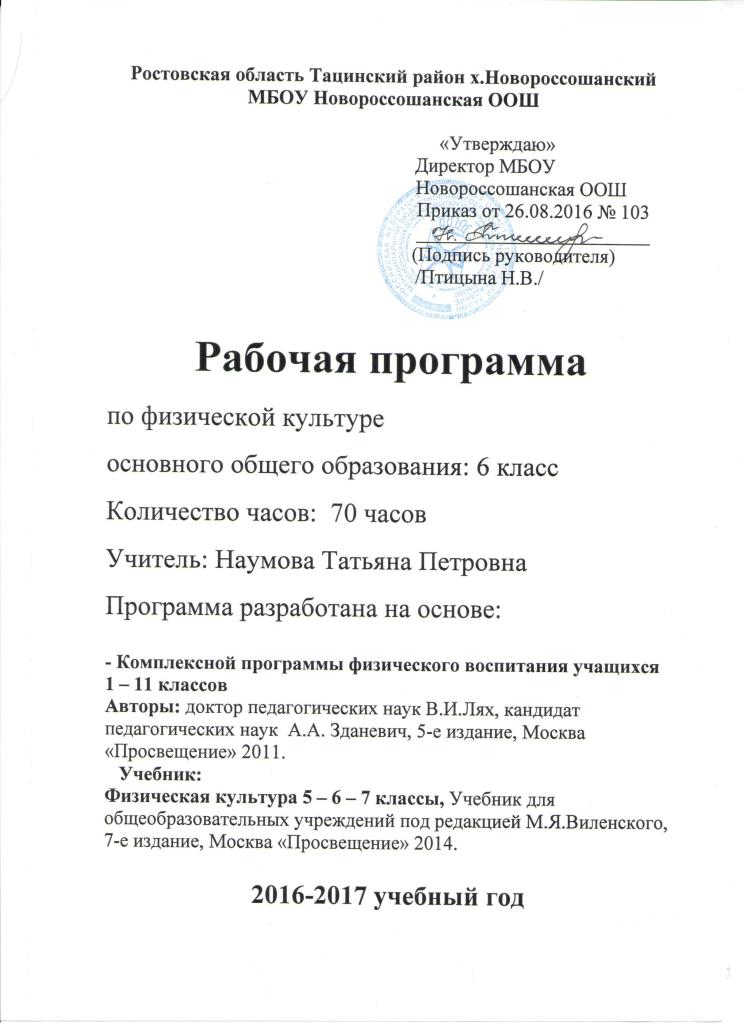 Ростовская область Тацинский район х.Новороссошанский
МБОУ Новороссошанская ООШ
«Утверждаю»
Директор МБОУ
Новороссошанская ООШ
Приказ от 26.08.2016 № 103
(Подпись руководителя)
/Птицына Н.В./
Рабочая программа
по физической культуре
основного общего образования: 6 класс
Количество часов: 70 часов
Учитель: Наумова Татьяна Петровна
Программа разработана на основе:
- Комплексной программы физического воспитания учащихся
1 – 11 классов
Авторы: доктор педагогических наук В.И.Лях, кандидат
педагогических наук А.А. Зданевич, 5-е издание, Москва
«Просвещение» 2011.
Учебник:
Физическая культура 5 – 6 – 7 классы, Учебник для
общеобразовательных учреждений под редакцией М.Я.Виленского,
7-е издание, Москва «Просвещение» 2014.
2016-2017 учебный год